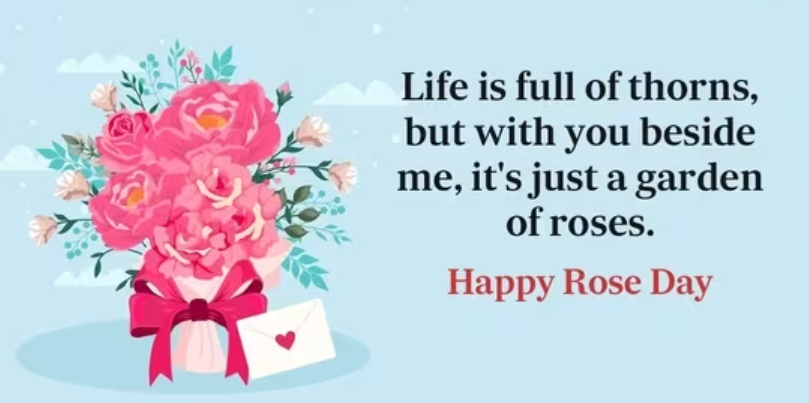 Life is full of thorns,
but with you beside
me, it's just a garden
of roses.
Happy Rose Day